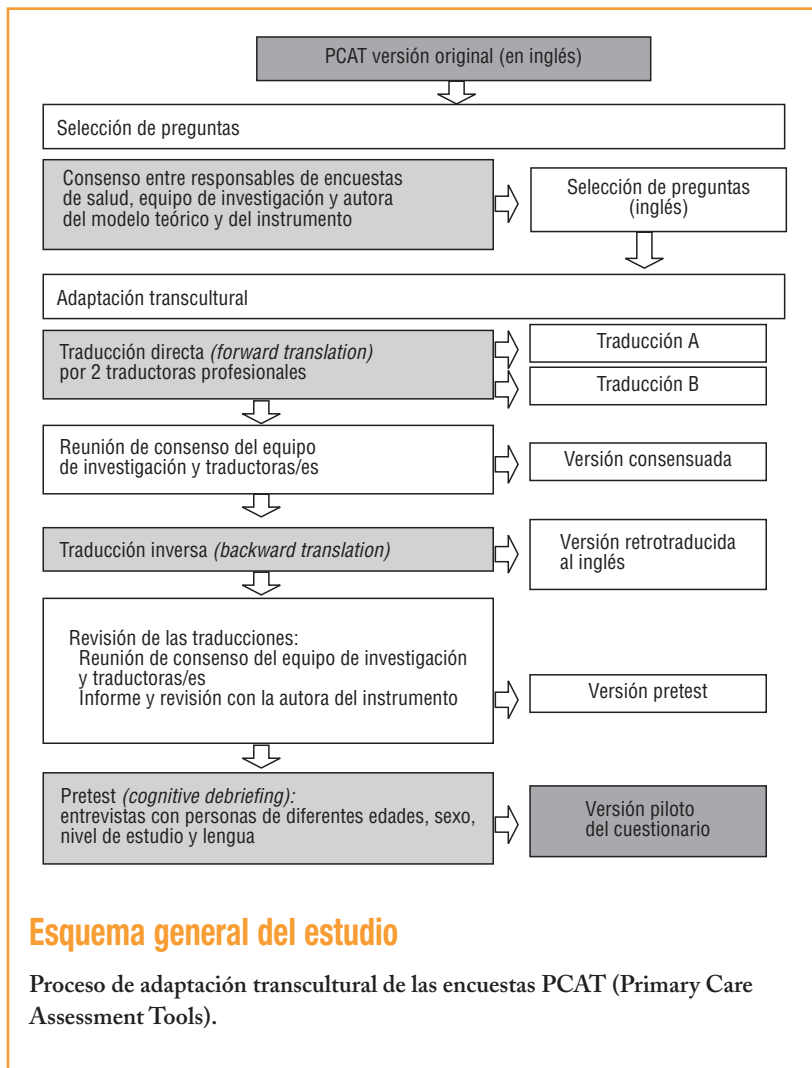 PCAT versión original (en inglés)
Selección de preguntas
Consenso entre responsables de encuestas
de salud, equipo de investigación y autora
del modelo teórico y del instrumento
Selección de preguntas
(inglés)
Adaptación transcultural
Traducción directa (forward translation)
por 2 traductoras profesionales
Traducción A
Traducción B
Reunión de consenso del equipo
de investigación y traductoras/es
Versión consensuada
Traducción inversa (backward translation)
Versión retrotraducida
al inglés
Revisión de las traducciones:
Reunión de consenso del equipo de investigación
y traductoras/es
Informe y revisión con la autora del instrumento
Versión pretest
Pretest (cognitive debriefing):
entrevistas con personas de diferentes edades, sexo,
nivel de estudio y lengua
Versión piloto
del cuestionario
Esquema general del estudio
Proceso de adaptación transcultural de las encuestas PCAT (Primary Care
Assessment Tools).